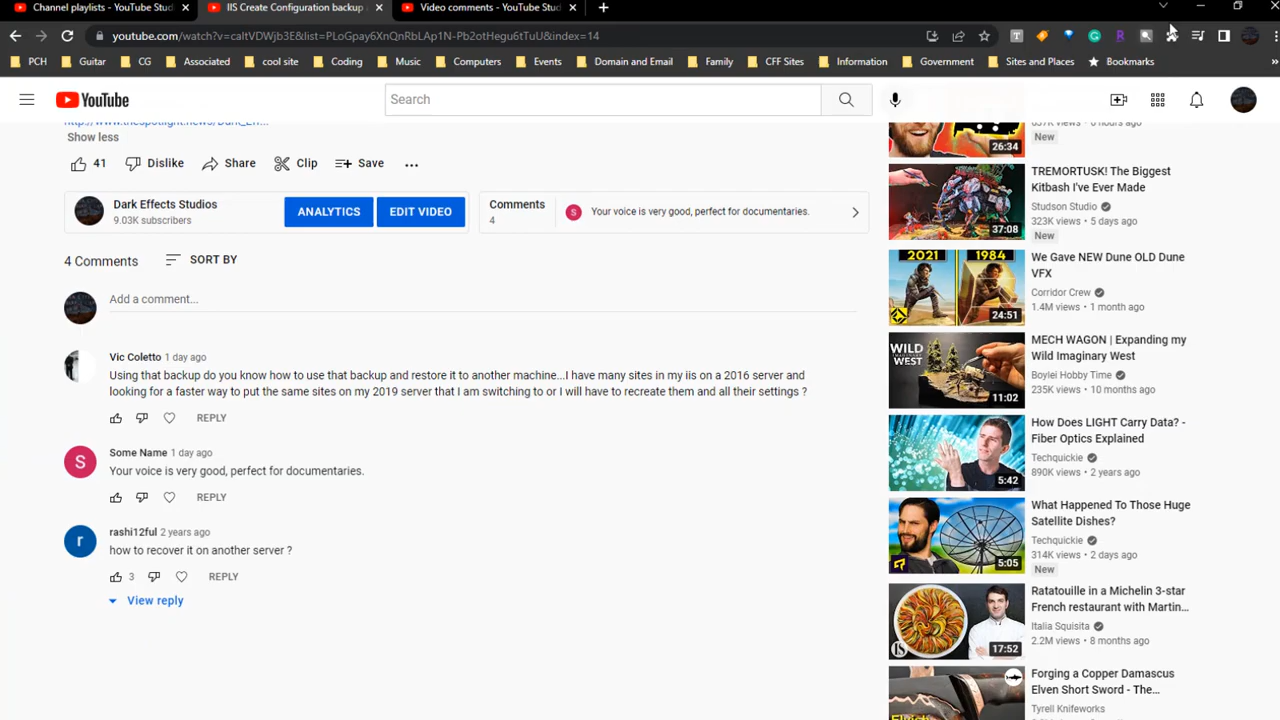 Channel playlists - YouTube Stud
IIS Create Configuration backup
Video comments - YouTube Stud
youtube.com/watch?v=caltVDWjb3E&list=PLoGpay6XnQnRbLAp1N-Pb2otHegu6tTuU&index=14
PCH
Guitar
CG
Associated
cool site
Coding
Music
Computers
Events
Domain and Email
Family
CFF Sites
Information
Government
Sites and Places
Bookmarks
YouTube
Search
Show less
41
Dislike
Share
Clip
Save
Dark Effects Studios
9.03K subscribers
ANALYTICS
EDIT VIDEO
Comments
4
S
Your voice is very good, perfect for documentaries.
4 Comments
SORT BY
Add a comment...
Vic Coletto 1 day ago
Using that backup do you know how to use that backup and restore it to another machine...I have many sites in my iis on a 2016 server and
looking for a faster way to put the same sites on my 2019 server that I am switching to or I will have to recreate them and all their settings ?
REPLY
S
Some Name 1 day ago
Your voice is very good, perfect for documentaries.
REPLY
r
rashi12ful 2 years ago
how to recover it on another server ?
3
REPLY
View reply
26:34
New
TREMORTUSK! The Biggest
Kitbash I've Ever Made
Studson Studio
323K views • 5 days ago
New
37:08
2021
1984
24:51
We Gave NEW Dune OLD Dune
VFX
Corridor Crew
1.4M views • 1 month ago
WILD
IMAGINARY
WEST
11:02
MECH WAGON | Expanding my
Wild Imaginary West
Boylei Hobby Time
235K views • 10 months ago
5:42
How Does LIGHT Carry Data? -
Fiber Optics Explained
Techquickie
890K views • 2 years ago
5:05
What Happened To Those Huge
Satellite Dishes?
Techquickie
314K views • 2 days ago
New
17:52
Ratatouille in a Michelin 3-star
French restaurant with Martin...
Italia Squisita
2.2M views • 8 months ago
Forging a Copper Damascus
Elven Short Sword - The...
Tyrell Knifeworks
Elvish